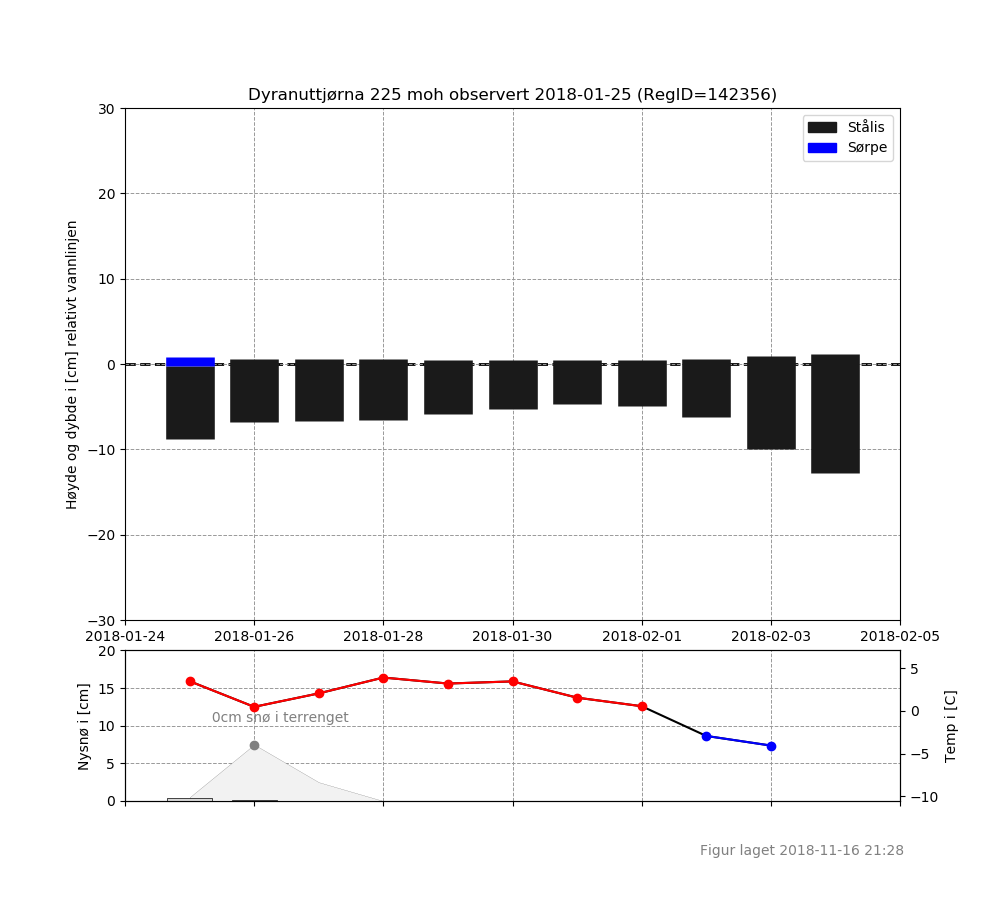 Dyranuttjørna 225 moh observert 2018-01-25 (RegID=142356)
Stålis
Sørpe
Høyde og dybde i [cm] relativt vannlinjen
30
20
10
0
−10
−20
−30
2018-01-24 2018-01-26 2018-01-28 2018-01-30 2018-02-01 2018-02-03 2018-02-05
Nysnø i [cm]
20
15
10
5
0
0cm snø i terrenget
5
0
−5
−10
Temp i [C]
Figur laget 2018-11-16 21:28